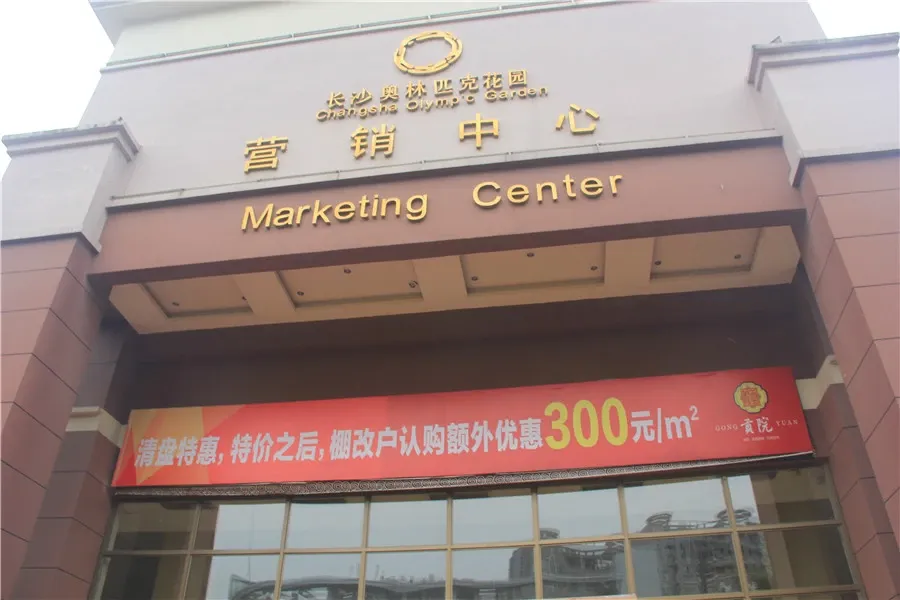 长沙奥林匹克花园
Changsha Olympic Garden
营销中心
Marketing Center
清盘特惠，特价之后，棚改户认购额外优惠300元/m²
GONG 贡院 YUAN